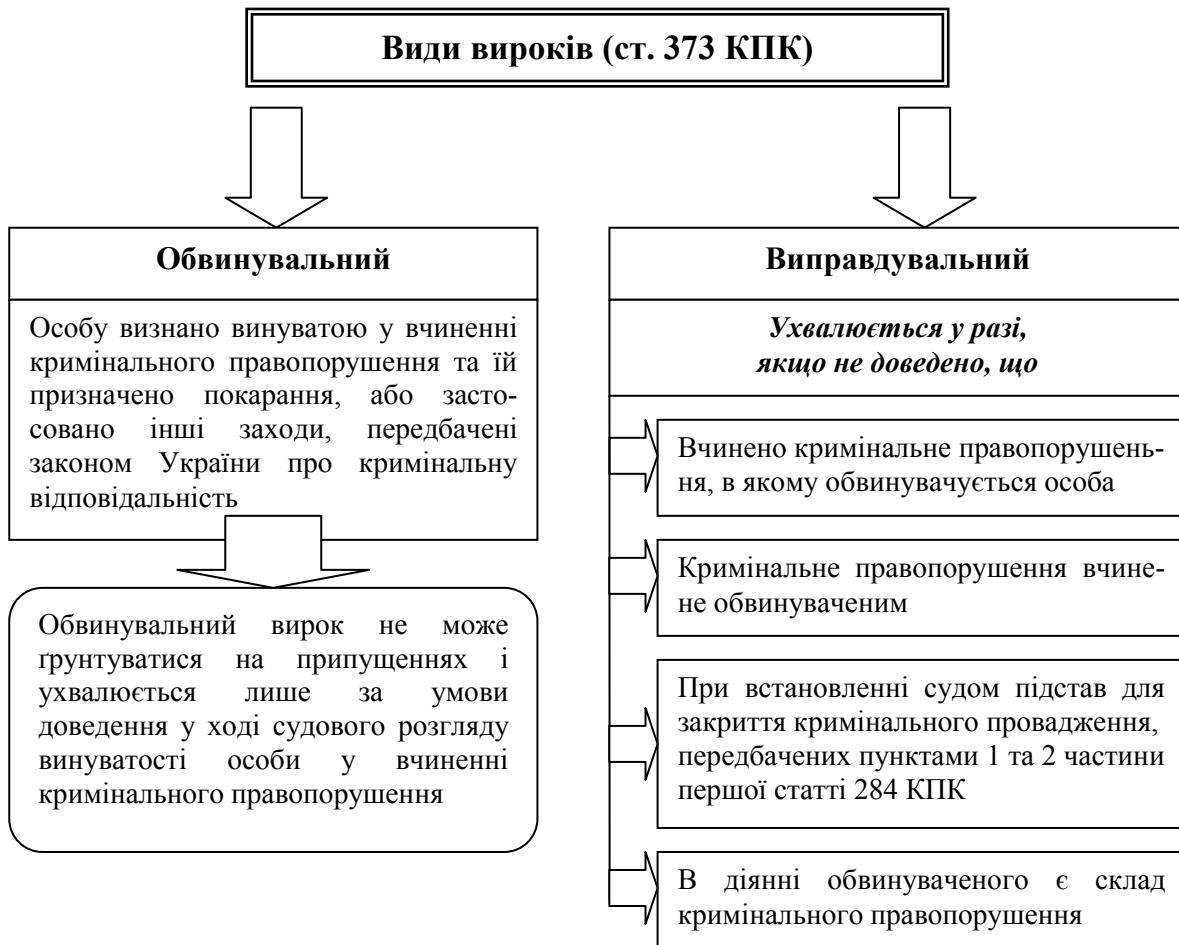 Види вироків (ст. 373 КПК)
Обвинувальний
Особу визнано винуватою у вчиненні
кримінального правопорушення та їй
призначено покарання, або засто-
совано інші заходи, передбачені
законом України про кримінальну
відповідальність
Обвинувальний вирок не може
ґрунтуватися на припущеннях і
ухвалюється лише за умови
доведення у ході судового розгляду
винуватості особи у вчиненні
кримінального правопорушення
Виправдувальний
Ухвалюється у разі,
якщо не доведено, що
Вчинено кримінальне правопорушень-
ня, в якому обвинувачується особа
Кримінальне правопорушення вчине-
не обвинуваченим
При встановленні судом підстав для
закриття кримінального провадження,
передбачених пунктами 1 та 2 частини
першої статті 284 КПК
В діянні обвинуваченого є склад
кримінального правопорушення